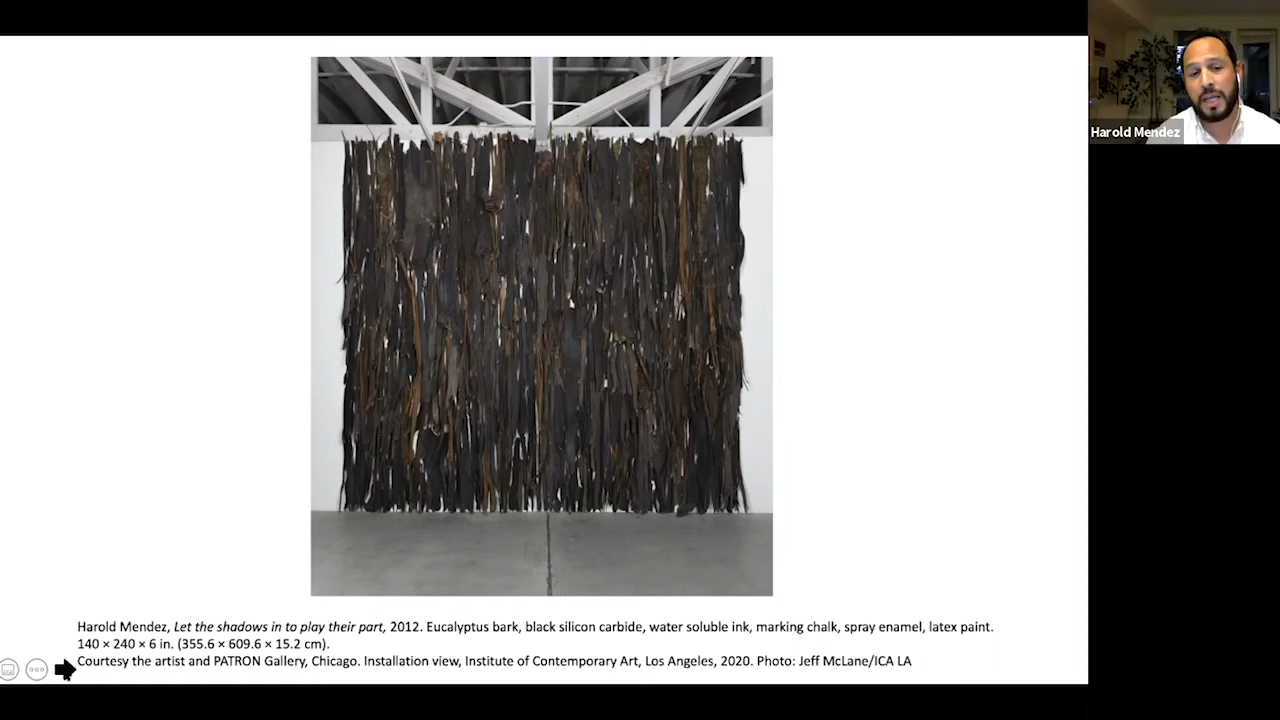 Harold Mendez
Harold Mendez, Let the shadows in to play their part, 2012. Eucalyptus bark, black silicon carbide, water soluble ink, marking chalk, spray enamel, latex paint.
140 × 240 × 6 in. (355.6 × 609.6 × 15.2 cm).
Courtesy the artist and PATRON Gallery, Chicago. Installation view, Institute of Contemporary Art, Los Angeles, 2020. Photo: Jeff McLane/ICA LA